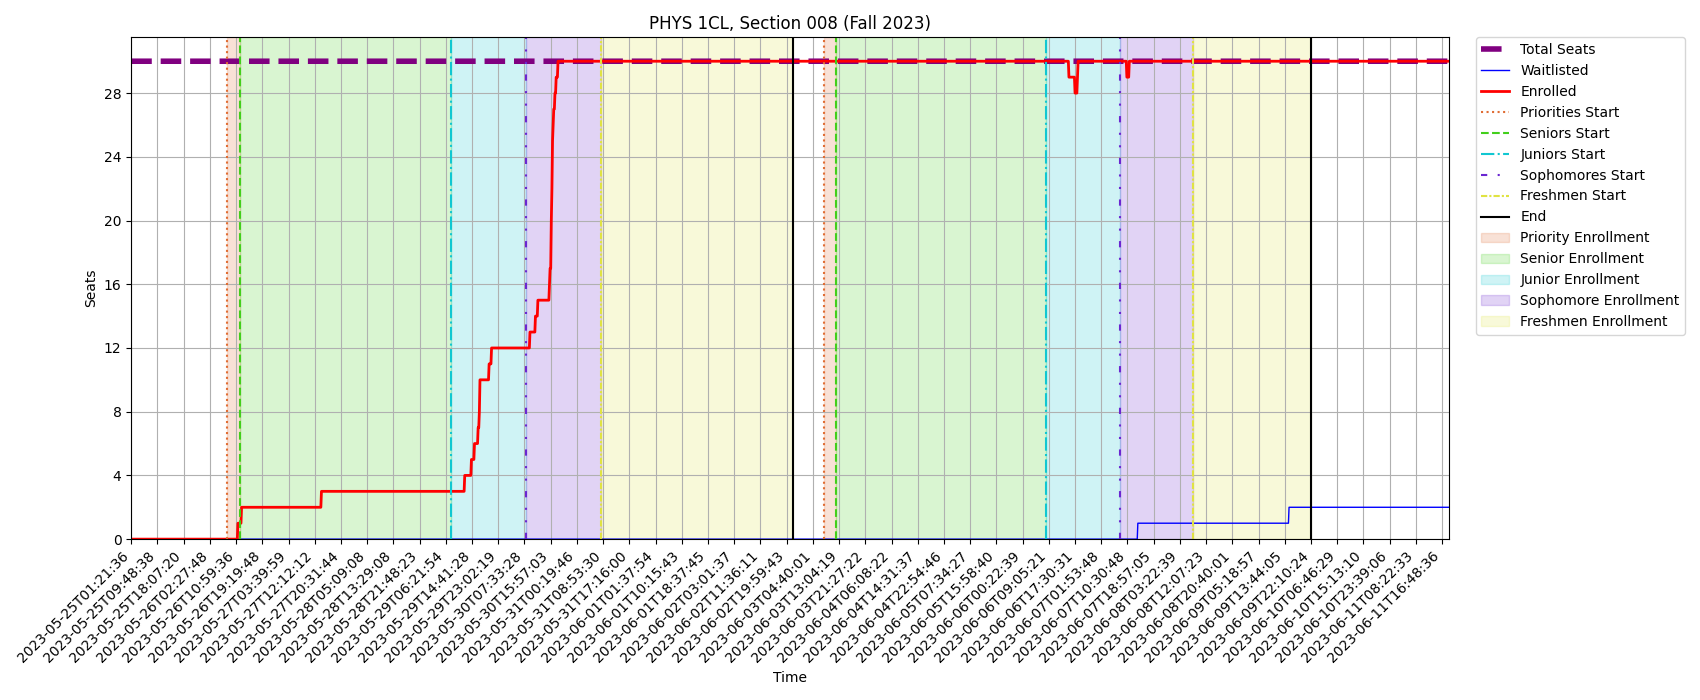 PHYS 1CL, Section 008 (Fall 2023)
Seats
28
24
20
16
12
8
4
0
2023-05-25T01:21:36
2023-05-25T09:48:38
2023-05-25T18:07:20
2023-05-26T02:27:48
2023-05-26T10:59:36
2023-05-26T19:19:48
2023-05-27T03:39:59
2023-05-27T12:12:12
2023-05-27T20:31:44
2023-05-28T05:09:08
2023-05-28T13:29:08
2023-05-28T21:48:23
2023-05-29T06:21:54
2023-05-29T14:41:28
2023-05-29T23:02:19
2023-05-30T07:33:28
2023-05-30T15:57:03
2023-05-31T00:19:46
2023-05-31T08:53:30
2023-05-31T17:16:00
2023-06-01T01:37:54
2023-06-01T10:15:43
2023-06-01T18:37:45
2023-06-02T03:01:37
2023-06-02T11:36:11
2023-06-02T19:59:43
2023-06-03T04:40:01
2023-06-03T13:04:19
2023-06-03T21:27:22
2023-06-04T06:08:22
2023-06-04T14:31:37
2023-06-04T22:54:46
2023-06-05T07:34:27
2023-06-05T15:58:40
2023-06-06T00:22:39
2023-06-06T09:05:21
2023-06-06T17:30:31
2023-06-07T01:53:48
2023-06-07T10:30:48
2023-06-07T18:57:05
2023-06-08T03:22:39
2023-06-08T12:07:23
2023-06-08T20:40:01
2023-06-09T05:18:57
2023-06-09T13:44:05
2023-06-09T22:10:24
2023-06-10T06:46:29
2023-06-10T15:13:10
2023-06-10T23:39:06
2023-06-11T08:22:33
2023-06-11T16:48:36
Time
Total Seats
Waitlisted
Enrolled
Priorities Start
Seniors Start
Juniors Start
Sophomores Start
Freshmen Start
End
Priority Enrollment
Senior Enrollment
Junior Enrollment
Sophomore Enrollment
Freshmen Enrollment